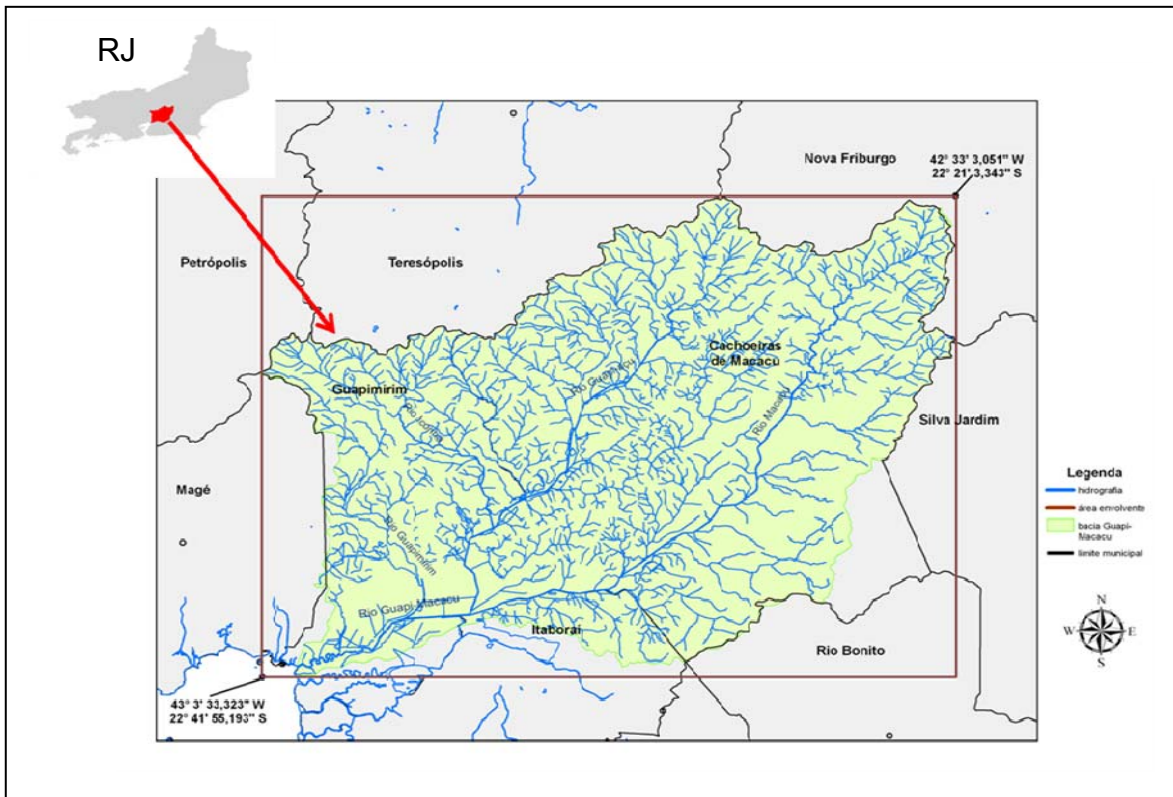 RJ
Nova Friburgo
42° 33' 3,051" W
22° 21' 3,343" S
Petrópolis
Teresópolis
Cachoeiras
de Macacu
Rio Guapiaçu
Guapimirim
Rio Macacu
Silva Jardim
Legenda
hidrografia
área envolvente
bacia Guapi-
Macacu
limite municipal
Magé
Rio Guapimirim
Rio Guapi Macacu
Itaboraí
Rio Bonito
N
W
E
S
43° 3' 33,323" W
22° 41' 55,193" S